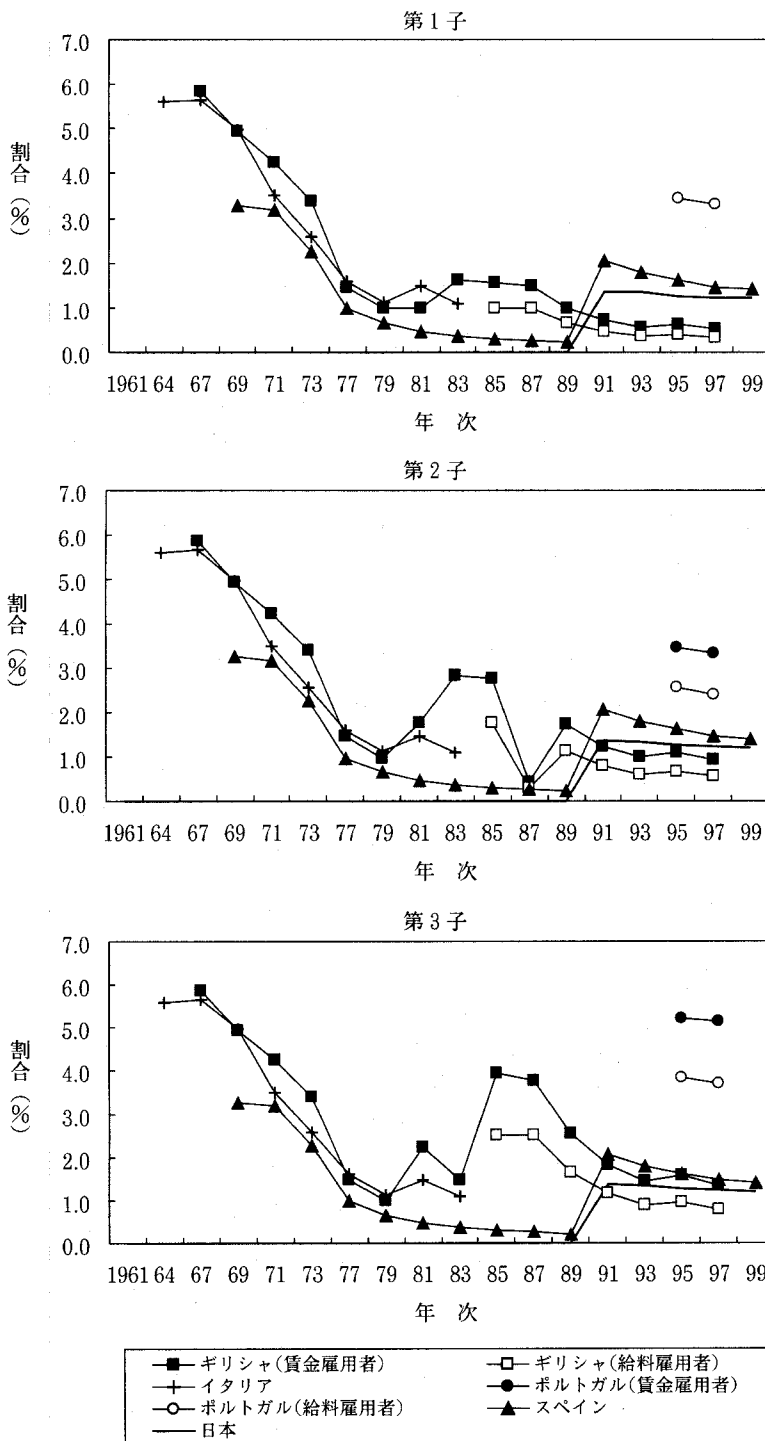 第1子
7.0
6.0
5.0
4.0
3.0
2.0
1.0
0.0
割合(%)
1961 64 67 69 71 73 77 79 81 83 85 87 89 91 93 95 97 99
年 次
第2子
7.0
6.0
5.0
4.0
3.0
2.0
1.0
0.0
割合(%)
1961 64 67 69 71 73 77 79 81 83 85 87 89 91 93 95 97 99
年 次
第3子
7.0
6.0
5.0
4.0
3.0
2.0
1.0
0.0
割合(%)
1961 64 67 69 71 73 77 79 81 83 85 87 89 91 93 95 97 99
年 次
ギリシャ(賃金雇用者) ギリシャ(給料雇用者)
イタリア ポルトガル(賃金雇用者)
ポルトガル(給料雇用者) スペイン
日本